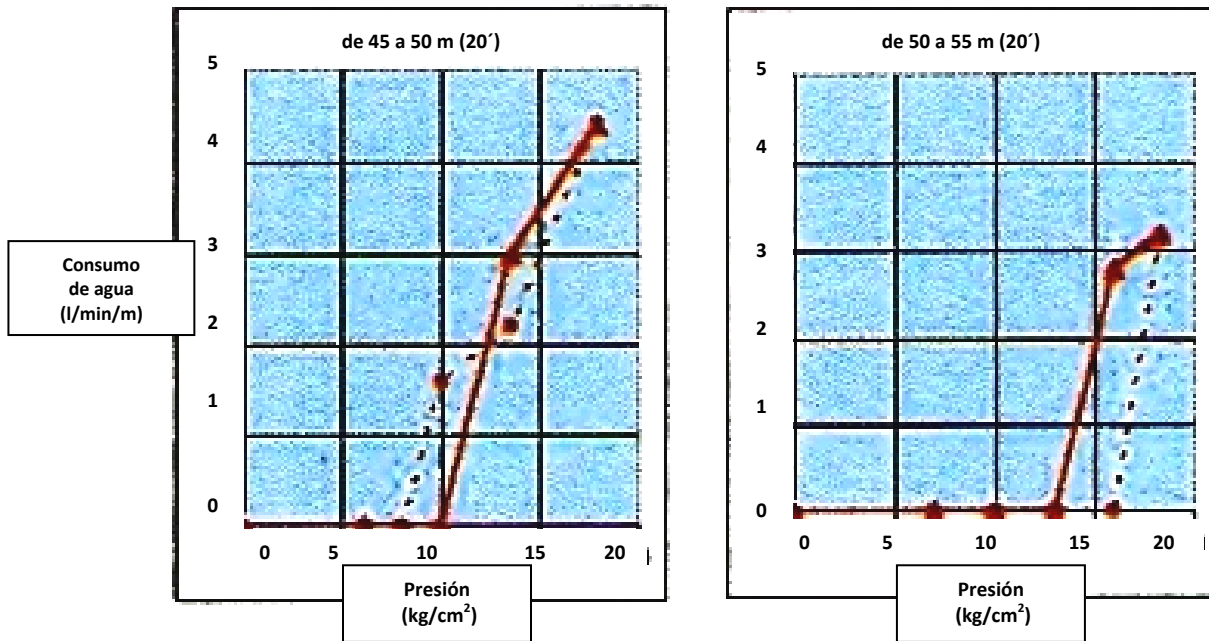 de 45 a 50 m (20´)
5
4
3
2
1
0
0 5 10 15 20
Consumo
de agua
(l/min/m)
Presión
(kg/cm²)
de 50 a 55 m (20´)
5
4
3
2
1
0
0 5 10 15 20
Presión
(kg/cm²)